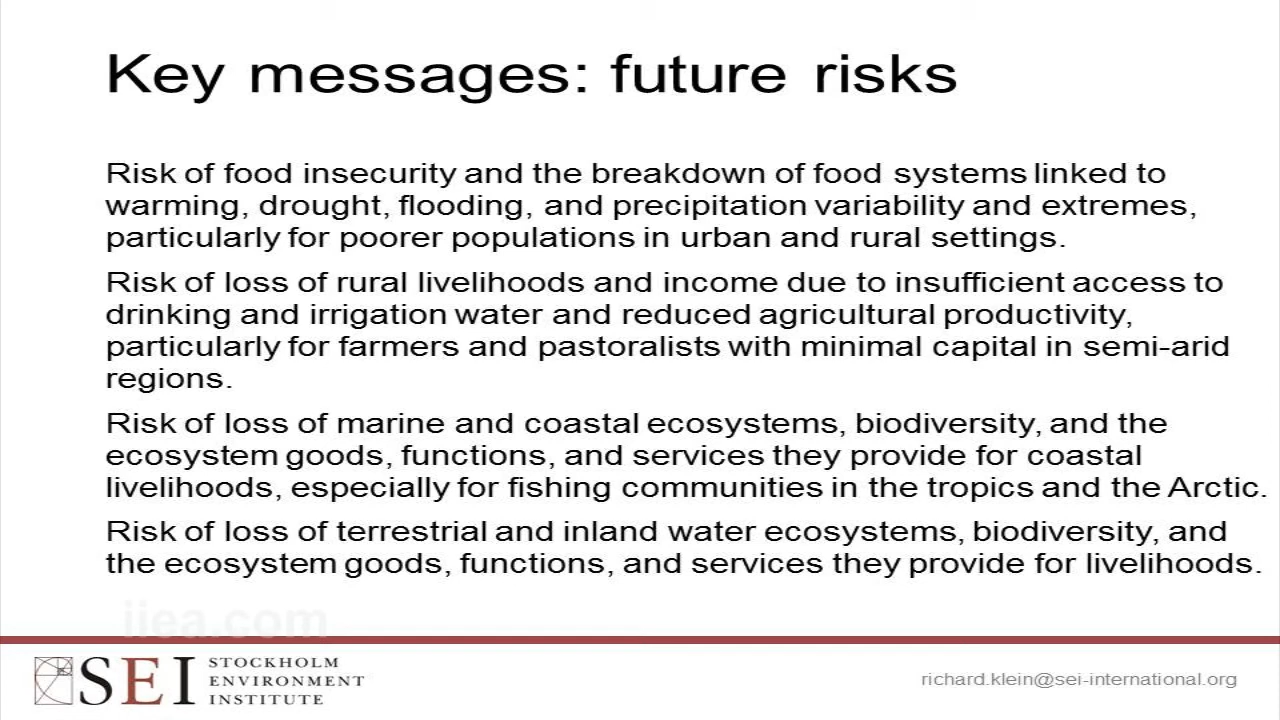 Key messages: future risks
Risk of food insecurity and the breakdown of food systems linked to
warming, drought, flooding, and precipitation variability and extremes,
particularly for poorer populations in urban and rural settings.
Risk of loss of rural livelihoods and income due to insufficient access to
drinking and irrigation water and reduced agricultural productivity,
particularly for farmers and pastoralists with minimal capital in semi-arid
regions.
Risk of loss of marine and coastal ecosystems, biodiversity, and the
ecosystem goods, functions, and services they provide for coastal
livelihoods, especially for fishing communities in the tropics and the Arctic.
Risk of loss of terrestrial and inland water ecosystems, biodiversity, and
the ecosystem goods, functions, and services they provide for livelihoods.
iiea.com
SEI
STOCKHOLM
ENVIRONMENT
INSTITUTE
richard.klein@sei-international.org